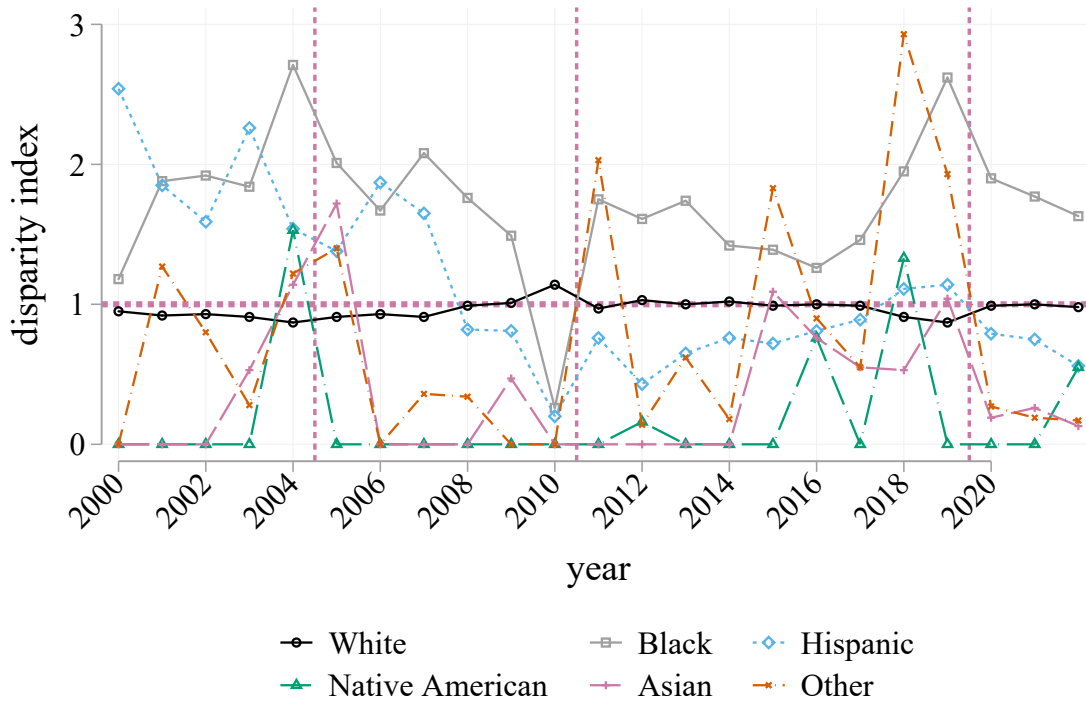 3
2
1
0
disparity index
2000 2002 2004 2006 2008 2010 2012 2014 2016 2018 2020
year
White Black Hispanic
Native American Asian Other